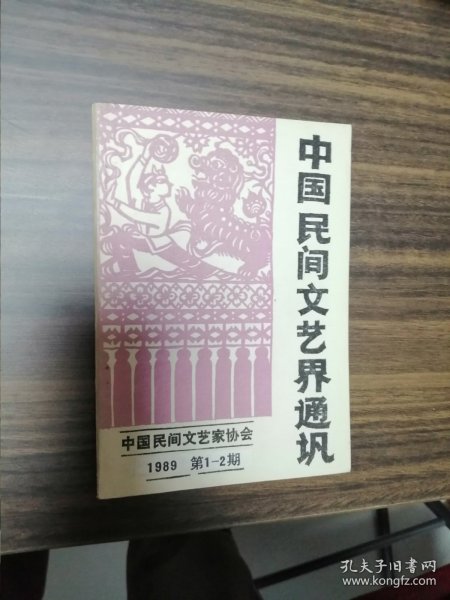 中国民间文艺界通讯
中国民间文艺家协会
1989 第1-2期
孔夫子旧书网
www.kongfz.com